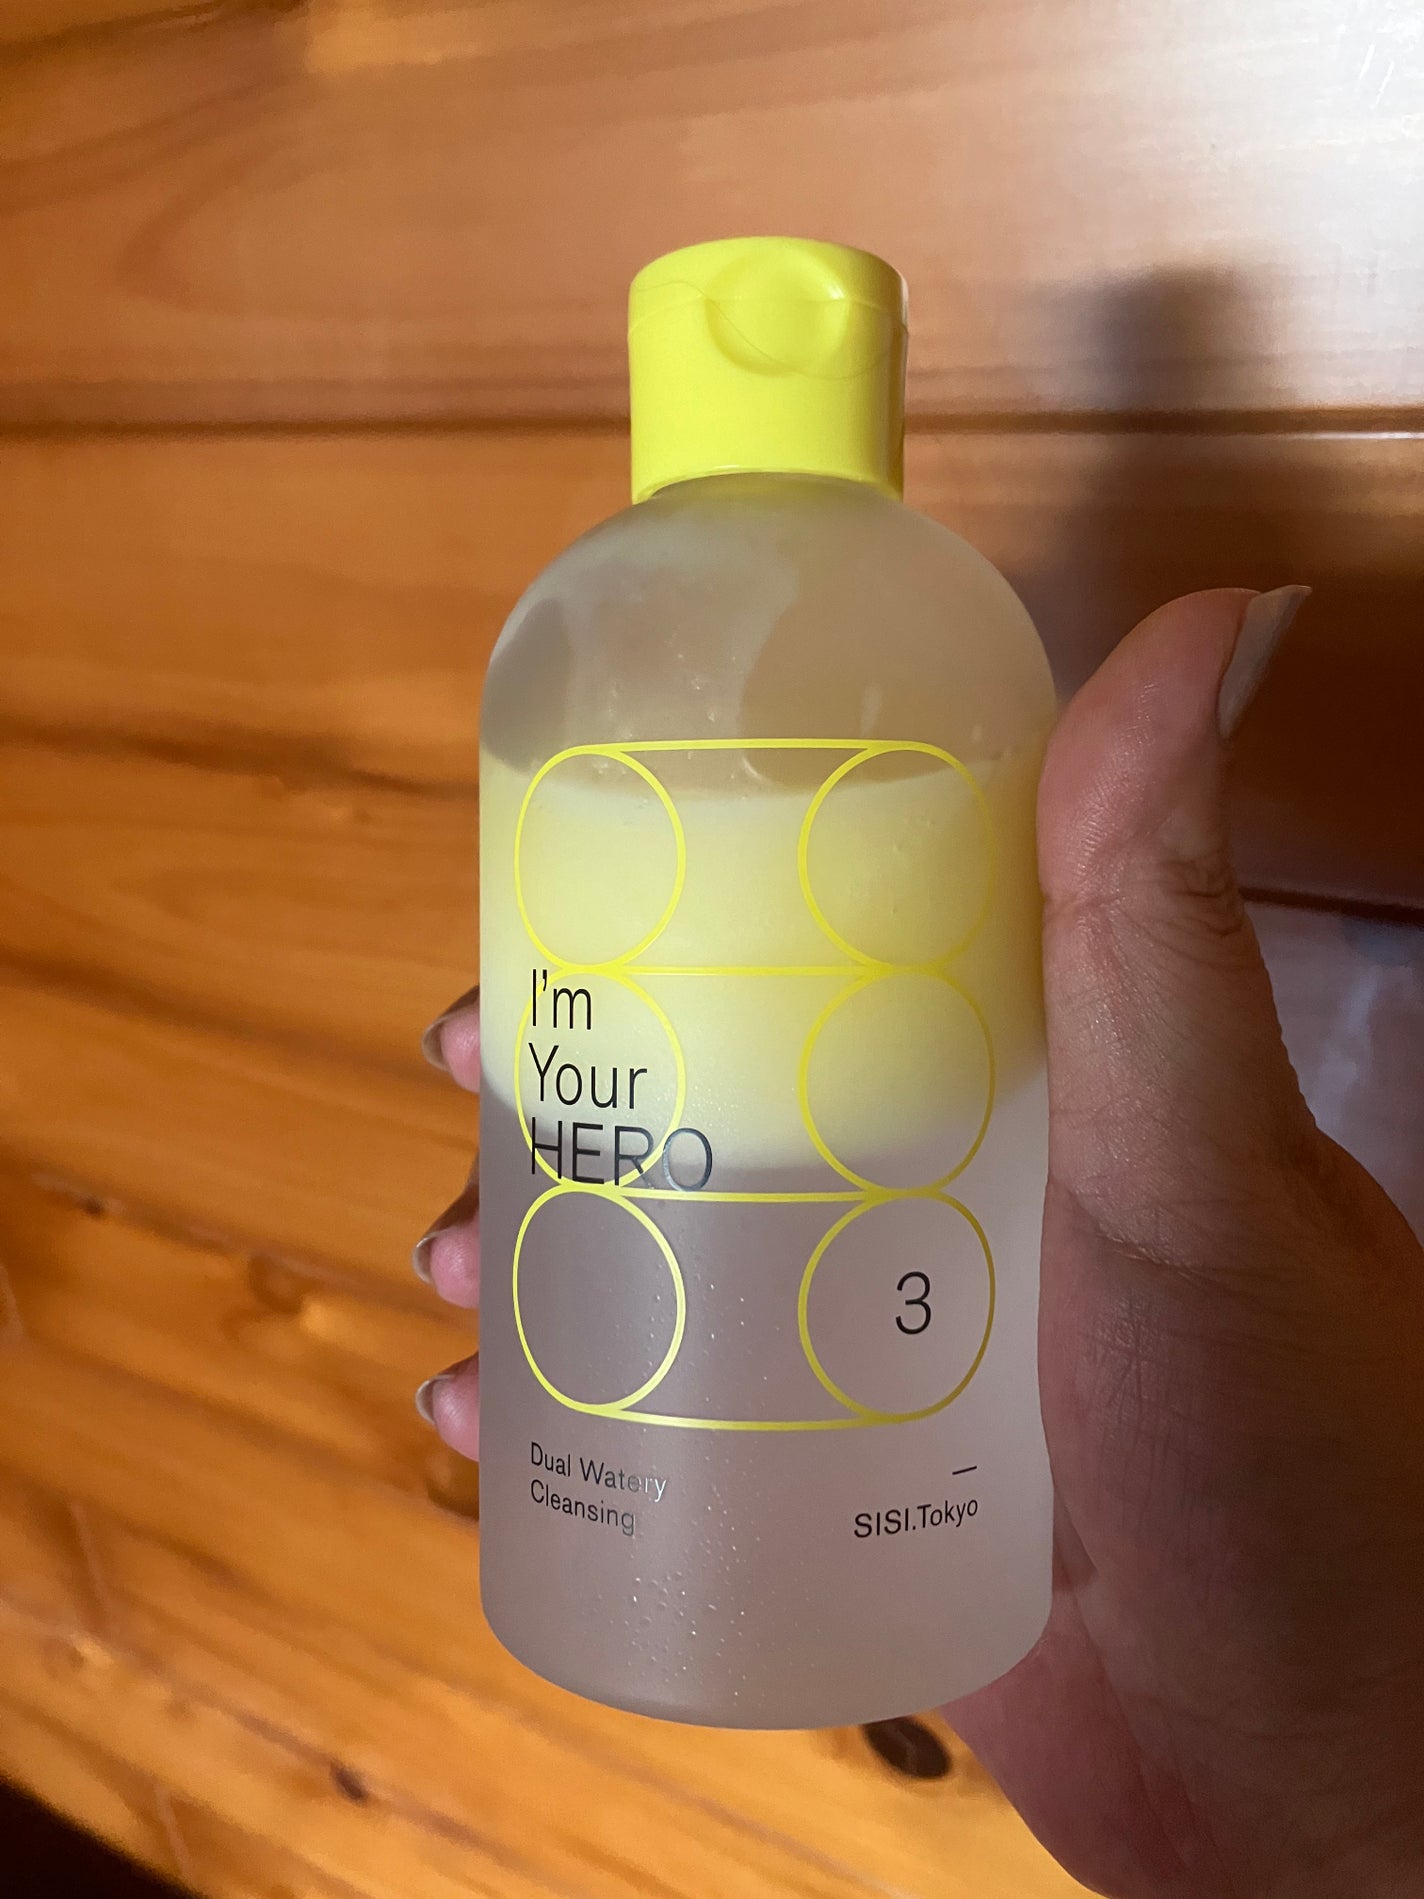 I'm
Your
HERO
3
Dual Watery
Cleansing
—
SISI.Tokyo